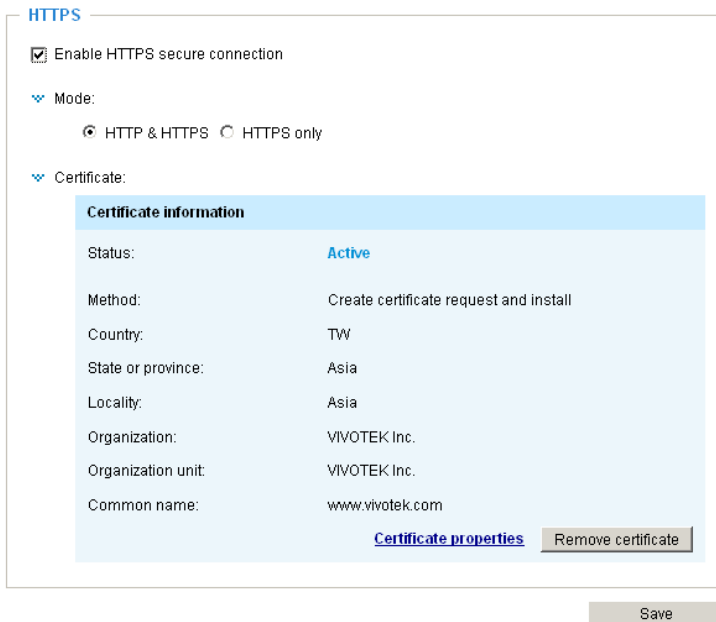 HTTPS
Enable HTTPS secure connection
Mode:
HTTP & HTTPS HTTPS only
Certificate:
Certificate information
Status: Active
Method: Create certificate request and install
Country: TW
State or province: Asia
Locality: Asia
Organization: VIVOTEK Inc.
Organization unit: VIVOTEK Inc.
Common name: www.vivotek.com
Certificate properties Remove certificate
Save